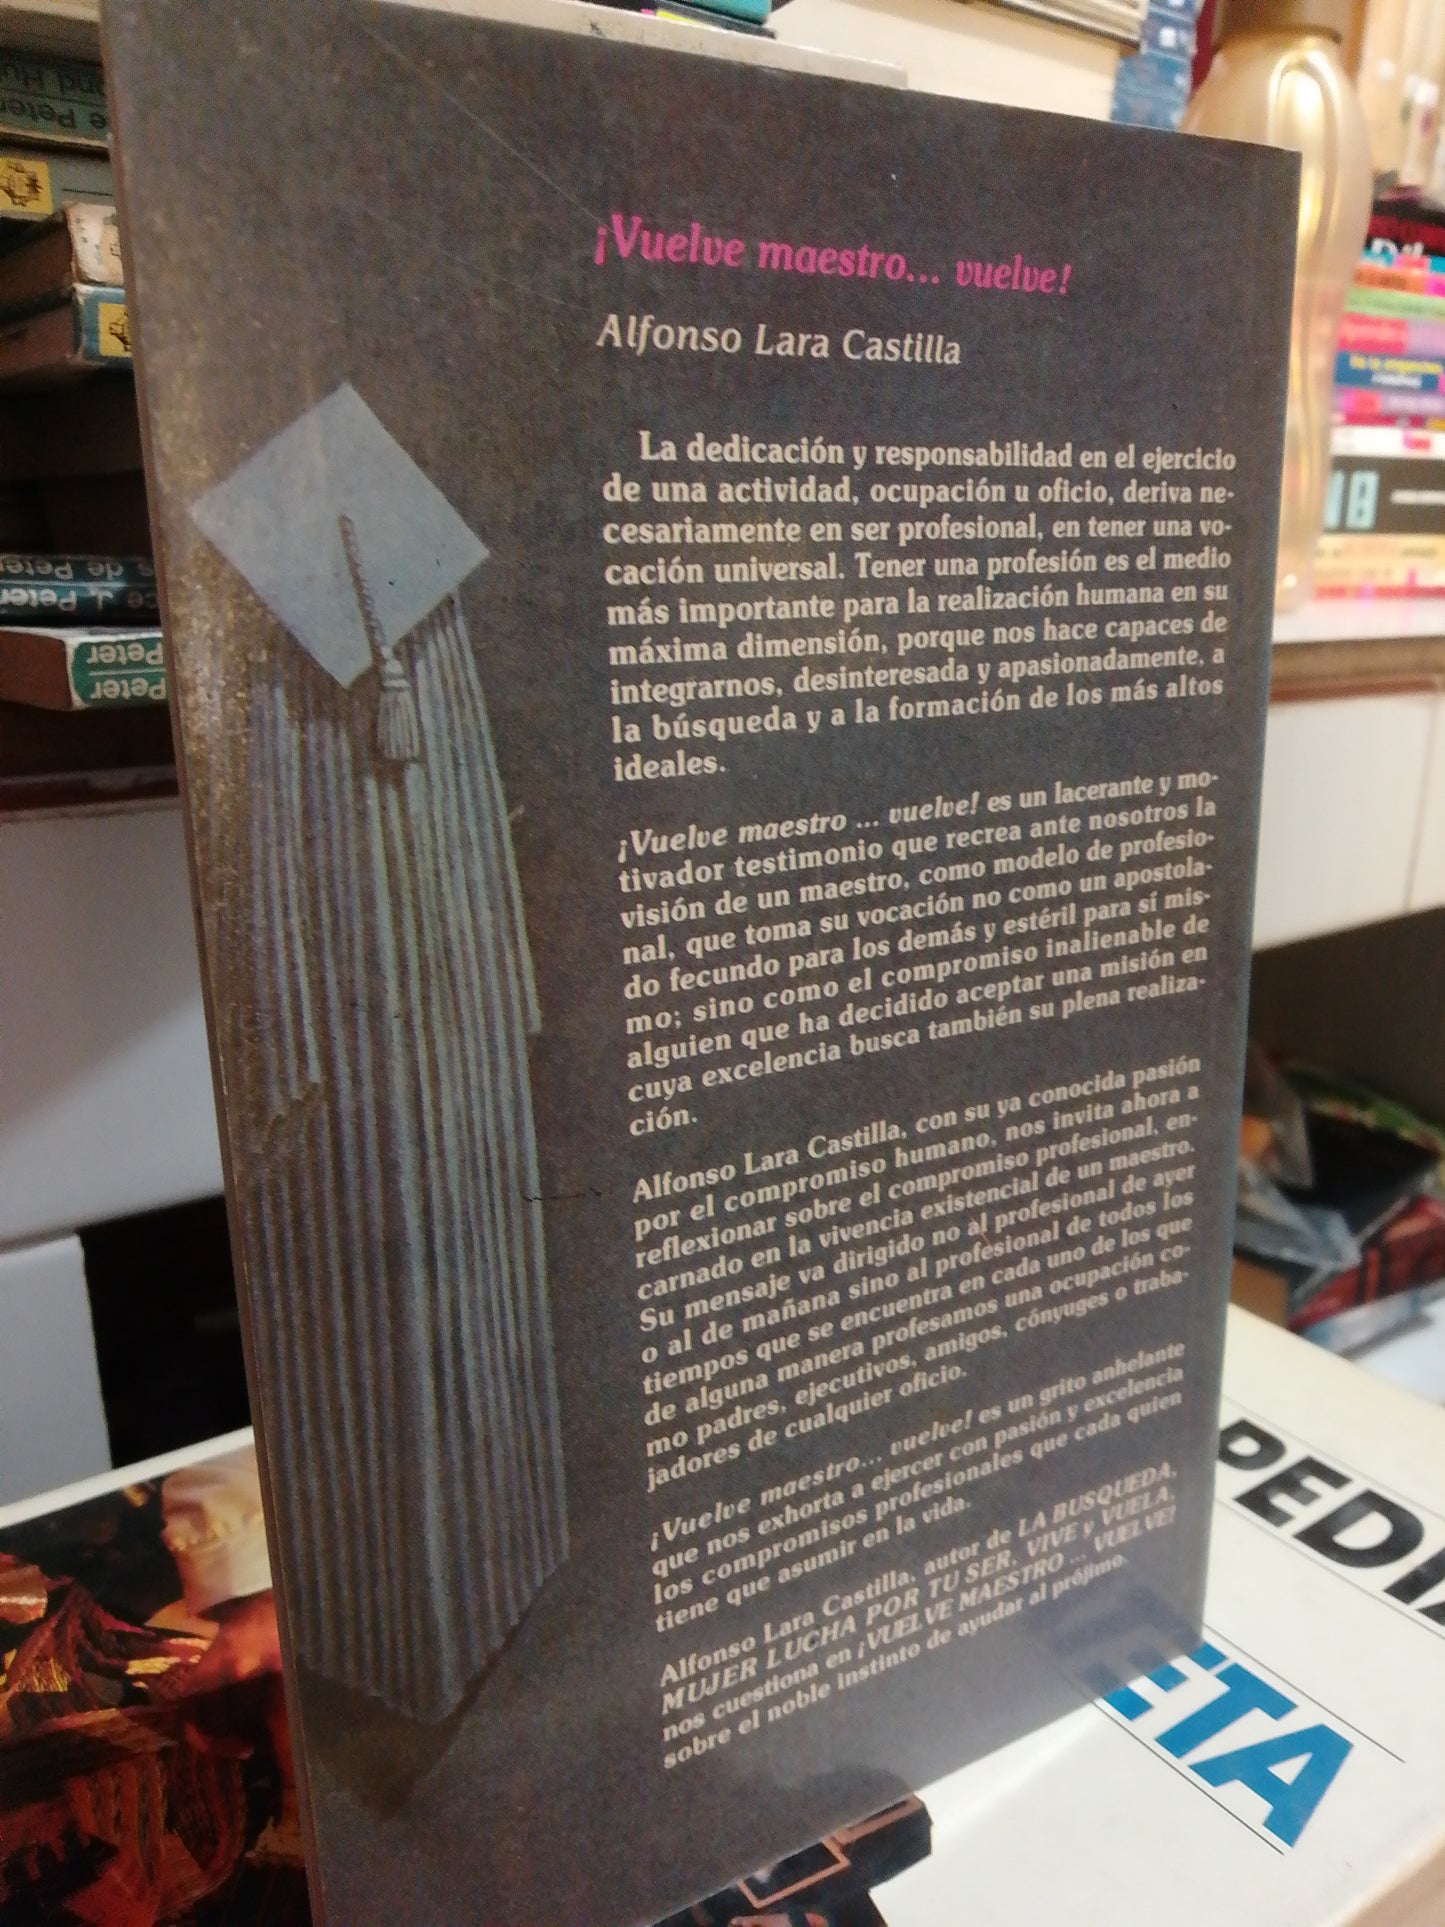 ¡Vuelve maestro... vuelve!
Alfonso Lara Castilla
La dedicación y responsabilidad en el ejercicio
de una actividad, ocupación u oficio, deriva ne-
cesariamente en ser profesional, en tener una vo-
cación universal. Tener una profesión es el medio
más importante para la realización humana en su
máxima dimensión, porque nos hace capaces de
integrarnos, desinteresada y apasionadamente, a
la búsqueda y a la formación de los más altos
ideales.
¡Vuelve maestro ... vuelve! es un lacerante y mo-
tivador testimonio que recrea ante nosotros la
visión de un maestro, como modelo de profesio-
nal, que toma su vocación no como un apostola-
do fecundo para los demás y estéril para sí mis-
mo; sino como el compromiso inalienable de
alguien que ha decidido aceptar una misión en
cuya excelencia busca también su plena realiza-
ción.
Alfonso Lara Castilla, con su ya conocida pasión
por el compromiso humano, nos invita ahora a
reflexionar sobre el compromiso profesional, en-
carnado en la vivencia existencial de un maestro.
Su mensaje va dirigido no al profesional de ayer
o al de mañana sino al profesional de todos los
tiempos que se encuentra en cada uno de los que
de alguna manera profesamos una ocupación co-
mo padres, ejecutivos, amigos, cónyuges o traba-
jadores de cualquier oficio.
¡Vuelve maestro... vuelve! es un grito anhelante
que nos exhorta a ejercer con pasión y excelencia
los compromisos profesionales que cada quien
tiene que asumir en la vida.
Alfonso Lara Castilla, autor de LA BUSQUEDA,
MUJER LUCHA POR TU SER, VIVE y VUELA,
nos cuestiona en ¡VUELVE MAESTRO ... VUELVE!
sobre el noble instinto de ayudar al prójimo.
Peter
Peter
J. Peter
de Peter
18
PEDI
ETA